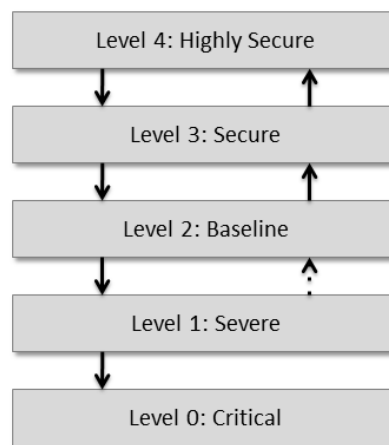 Level 4: Highly Secure
Level 3: Secure
Level 2: Baseline
Level 1: Severe
Level 0: Critical